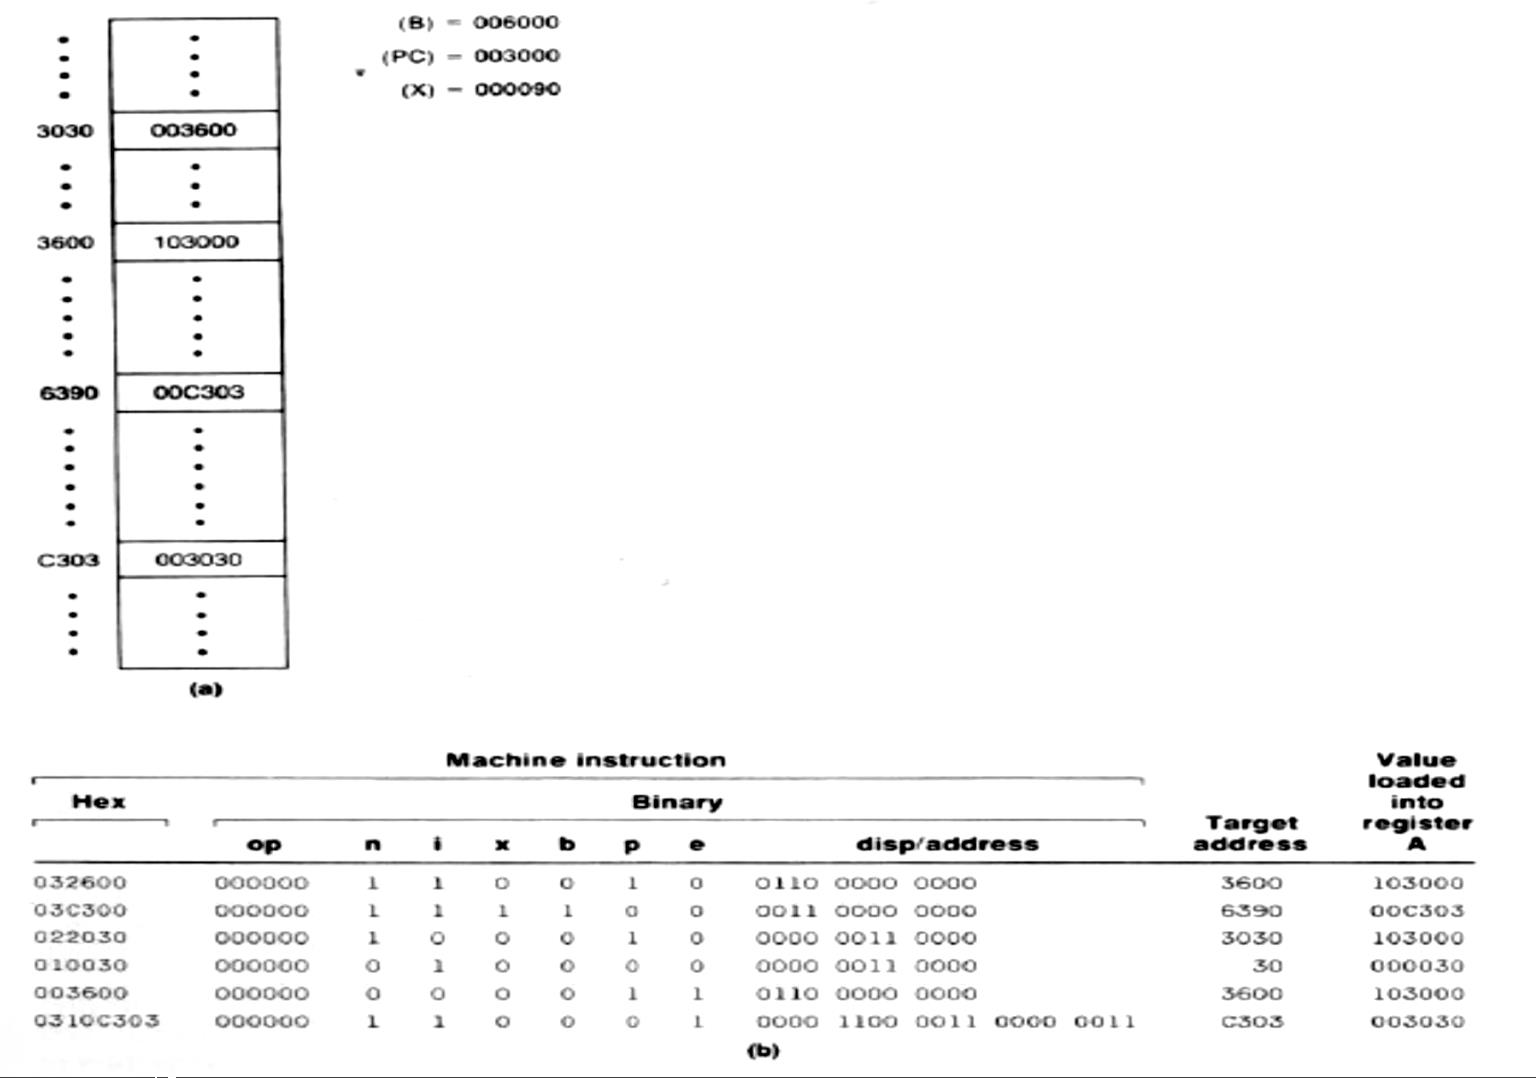 (B) = 006000
(PC) = 003000
(X) = 000090
3030 003600
3600 103000
6390 00C303
C303 003030
(a)
Machine instruction
Value loaded into register A
Hex
Binary
Target address
op n i x b p e disp/address
032600 000000 1 1 0 0 1 0 0110 0000 0000 3600 103000
03C300 000000 1 1 1 1 0 0 0011 0000 0000 6390 00C303
022030 000000 1 0 0 0 1 0 0000 0011 0000 3030 103000
010030 000000 0 1 0 0 0 0 0000 0011 0000 30 000030
003600 000000 0 0 0 0 1 1 0110 0000 0000 3600 103000
0310C303 000000 1 1 0 0 0 1 0000 1100 0011 0000 0011 C303 003030
(b)